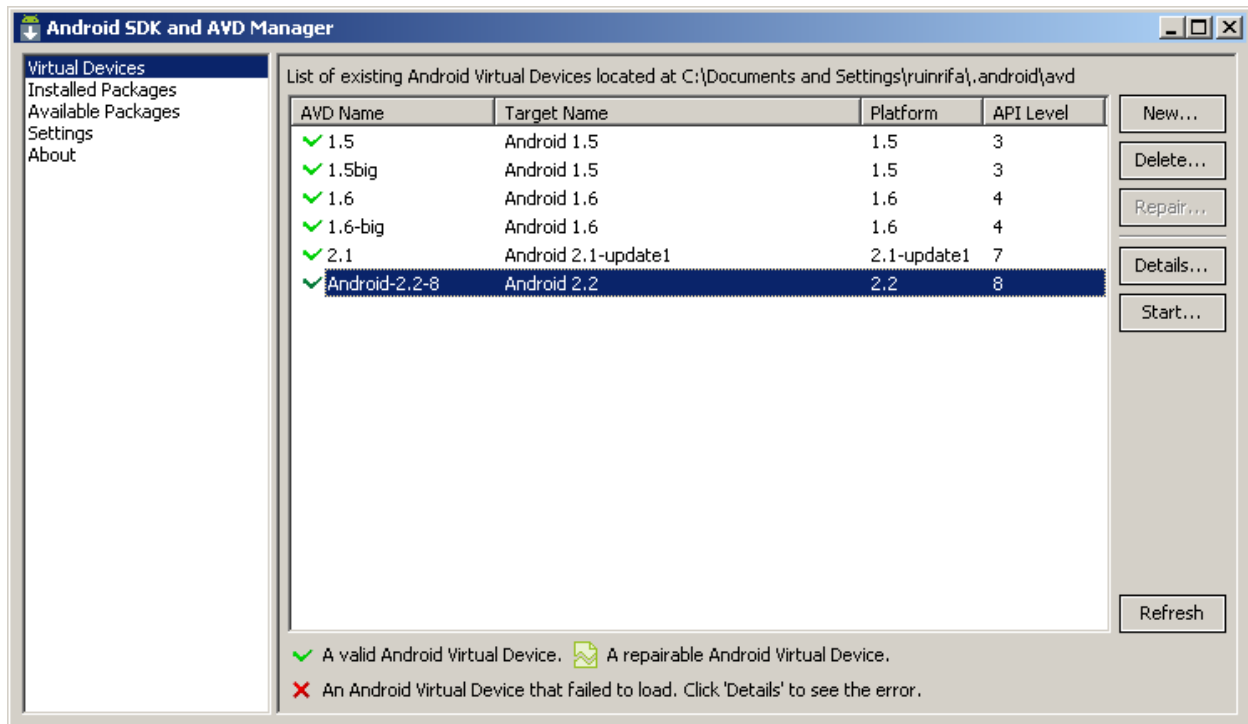 Android SDK and AVD Manager
Virtual Devices
Installed Packages
Available Packages
Settings
About
List of existing Android Virtual Devices located at C:\Documents and Settings\ruinrifa\.android\avd
AVD Name Target Name Platform API Level
1.5 Android 1.5 1.5 3
1.5big Android 1.5 1.5 3
1.6 Android 1.6 1.6 4
1.6-big Android 1.6 1.6 4
2.1 Android 2.1-update1 2.1-update1 7
Android-2.2-8 Android 2.2 2.2 8
New...
Delete...
Repair...
Details...
Start...
Refresh
A valid Android Virtual Device. A repairable Android Virtual Device.
An Android Virtual Device that failed to load. Click 'Details' to see the error.